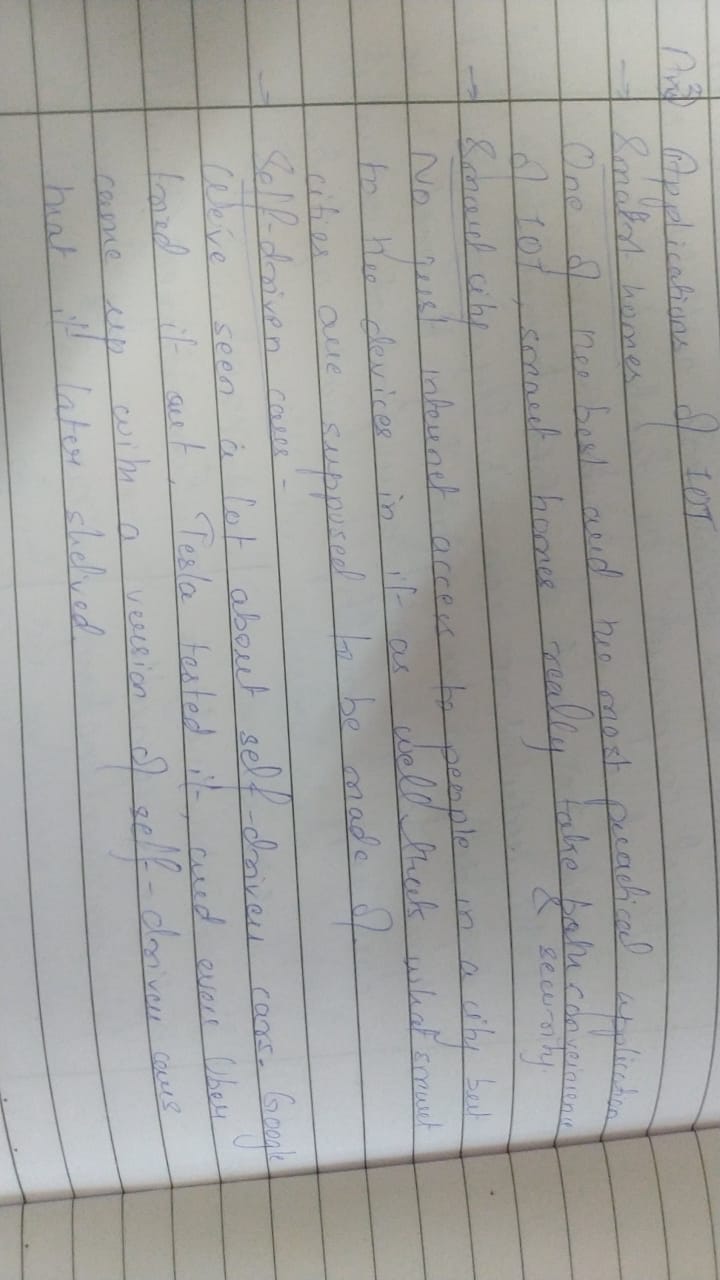 Ans 3) Applications of IOT
→ Smart homes
One of the best and the most practical application
of IOT, smart homes really take both conveinience
& security.
→ Smart city
No just internet access to people in a city but
to the devices in it as well thats what smart
cities are supposed to be made of.
→ Self-driven cars -
We've seen a lot about self-driven cars. Google
tried it out, Tesla tested it, and even Uber
came up with a version of self-driven cars
that it later shelved.